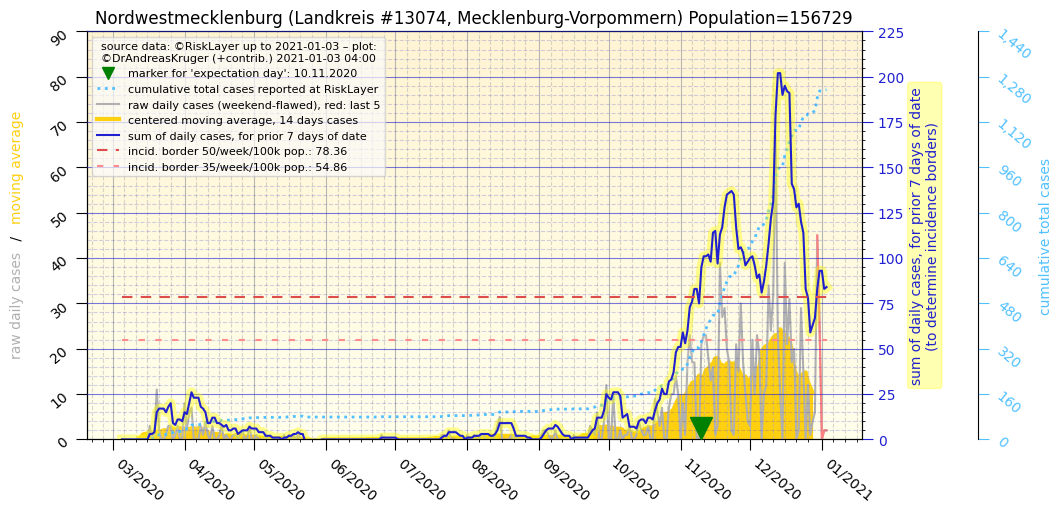 Nordwestmecklenburg (Landkreis #13074, Mecklenburg-Vorpommern) Population=156729
source data: ©RiskLayer up to 2021-01-03 – plot:
©DrAndreasKruger (+contrib.) 2021-01-03 04:00
marker for 'expectation day': 10.11.2020
cumulative total cases reported at RiskLayer
raw daily cases (weekend-flawed), red: last 5
centered moving average, 14 days cases
sum of daily cases, for prior 7 days of date
incid. border 50/week/100k pop.: 78.36
incid. border 35/week/100k pop.: 54.86
raw daily cases / moving average
90
80
70
60
50
40
30
20
10
0
03/2020
04/2020
05/2020
06/2020
07/2020
08/2020
09/2020
10/2020
11/2020
12/2020
01/2021
225
200
175
150
125
100
75
50
25
0
sum of daily cases, for prior 7 days of date
(to determine incidence borders)
1,440
1,280
1,120
960
800
640
480
320
160
0
cumulative total cases